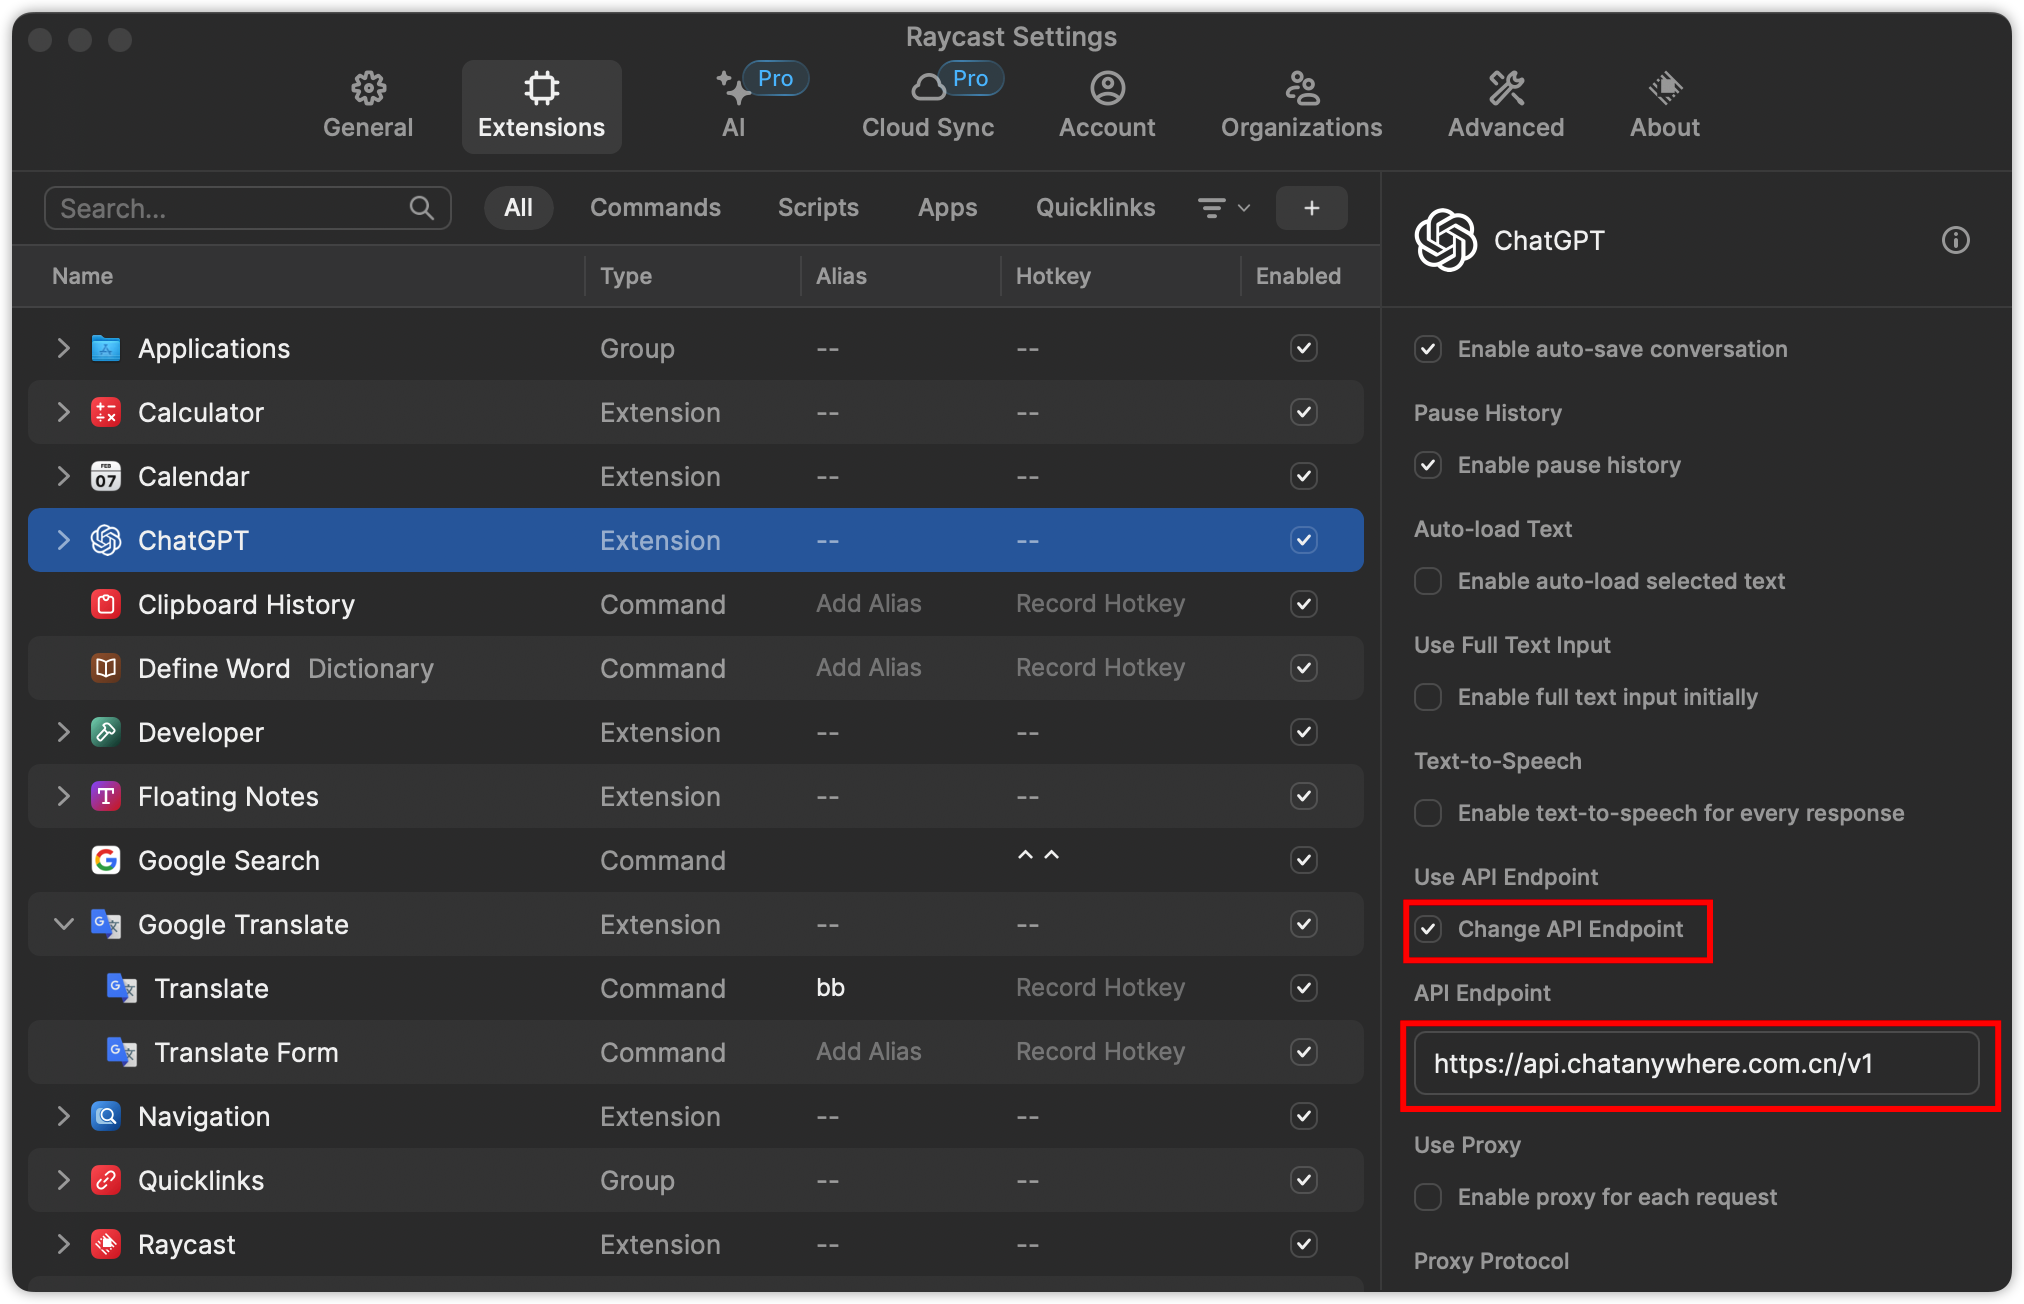 Raycast Settings
General
Extensions
Pro
AI
Pro
Cloud Sync
Account
Organizations
Advanced
About
Search...
All
Commands
Scripts
Apps
Quicklinks
+
Name Type Alias Hotkey Enabled
Applications Group -- --
Calculator Extension -- --
FEB
07
Calendar Extension -- --
ChatGPT Extension -- --
Clipboard History Command Add Alias Record Hotkey
Define Word Dictionary Command Add Alias Record Hotkey
Developer Extension -- --
Floating Notes Extension -- --
Google Search Command ^ ^
Google Translate Extension -- --
Translate Command bb Record Hotkey
Translate Form Command Add Alias Record Hotkey
Navigation Extension -- --
Quicklinks Group -- --
Raycast Extension -- --
ChatGPT
Enable auto-save conversation
Pause History
Enable pause history
Auto-load Text
Enable auto-load selected text
Use Full Text Input
Enable full text input initially
Text-to-Speech
Enable text-to-speech for every response
Use API Endpoint
Change API Endpoint
API Endpoint
https://api.chatanywhere.com.cn/v1
Use Proxy
Enable proxy for each request
Proxy Protocol